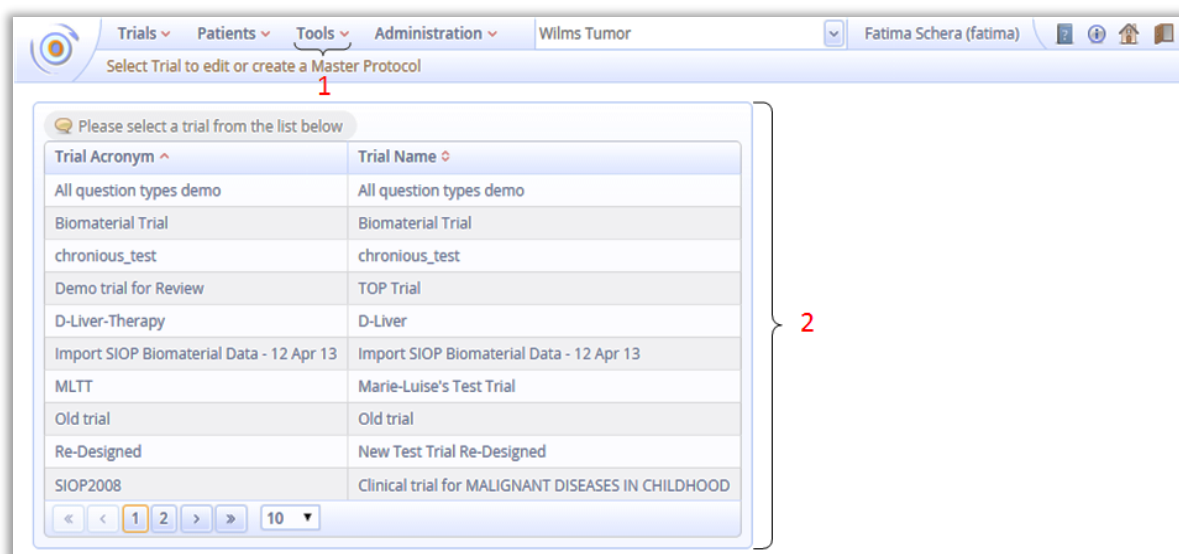 Trials Patients Tools Administration Wilms Tumor Fatima Schera (fatima)
Select Trial to edit or create a Master Protocol
1
Please select a trial from the list below
Trial Acronym Trial Name
All question types demo All question types demo
Biomaterial Trial Biomaterial Trial
chronious_test chronious_test
Demo trial for Review TOP Trial
D-Liver-Therapy D-Liver
2
Import SIOP Biomaterial Data - 12 Apr 13 Import SIOP Biomaterial Data - 12 Apr 13
MLTT Marie-Luise's Test Trial
Old trial Old trial
Re-Designed New Test Trial Re-Designed
SIOP2008 Clinical trial for MALIGNANT DISEASES IN CHILDHOOD
« ‹ 1 2 › » 10